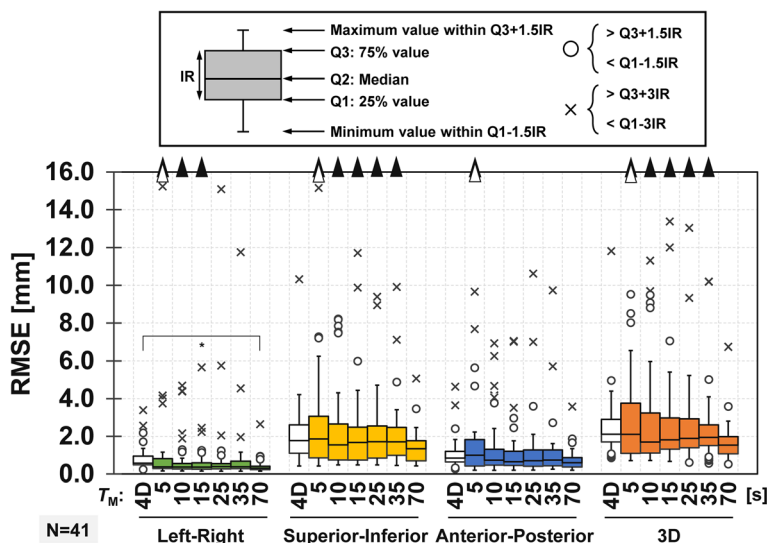 Maximum value within Q3+1.5IR
Q3: 75% value
IR
Q2: Median
Q1: 25% value
Minimum value within Q1-1.5IR
> Q3+1.5IR
< Q1-1.5IR
> Q3+3IR
< Q1-3IR
RMSE [mm]
16.0
14.0
12.0
10.0
8.0
6.0
4.0
2.0
0.0
*
TM: 4D 5 10 15 25 35 70 4D 5 10 15 25 35 70 4D 5 10 15 25 35 70 4D 5 10 15 25 35 70 [s]
N=41 Left-Right Superior-Inferior Anterior-Posterior 3D